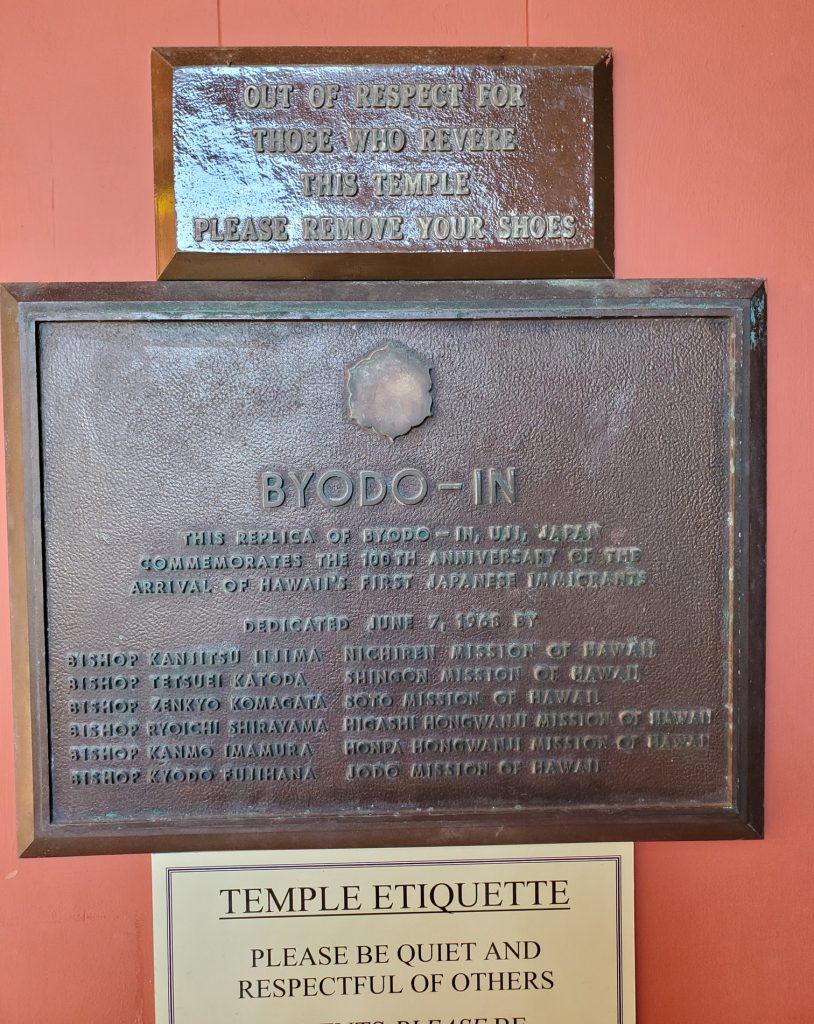 OUT OF RESPECT FOR
THOSE WHO REVERE
THIS TEMPLE
PLEASE REMOVE YOUR SHOES
BYODO-IN
THIS REPLICA OF BYODO-IN, UJI, JAPAN
COMMEMORATES THE 100TH ANNIVERSARY OF THE
ARRIVAL OF HAWAII'S FIRST JAPANESE IMMIGRANTS
DEDICATED JUNE 7, 1968 BY
BISHOP KANJITSU IIJIMA NICHIREN MISSION OF HAWAII
BISHOP TETSUEI KATODA SHINGON MISSION OF HAWAII
BISHOP ZENKYO KOMAGATA SOTO MISSION OF HAWAII
BISHOP RYOICHI SHIRAYAMA HIGASHI HONGWANJI MISSION OF HAWAII
BISHOP KANMO IMAMURA HONPA HONGWANJI MISSION OF HAWAII
BISHOP KYODO FUJIHANA JODO MISSION OF HAWAII
TEMPLE ETIQUETTE
PLEASE BE QUIET AND
RESPECTFUL OF OTHERS
PLEASE BE